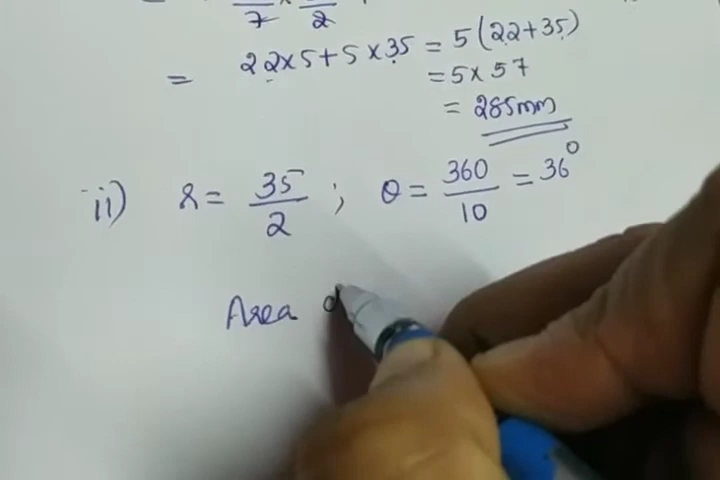 = 22×5+5×35 = 5(22+35)
= 5×57
= 285mm
ii) r = 35/2 ; θ = 360/10 = 36°
Area